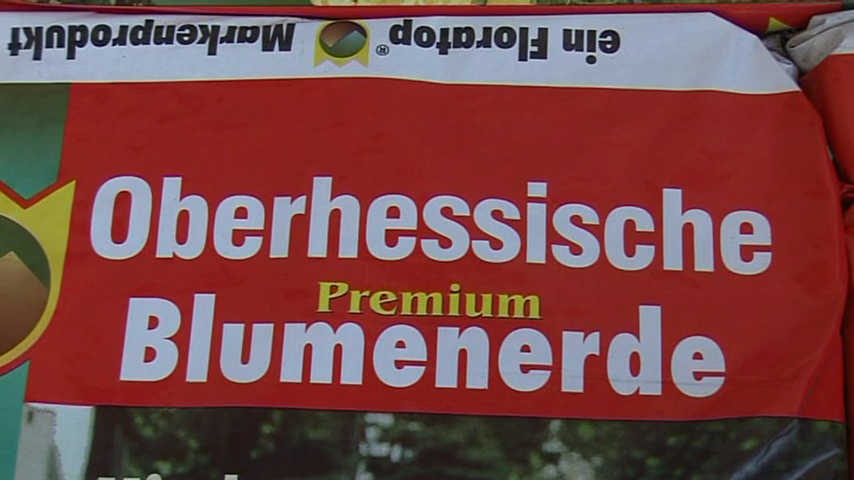 ein Floratop® Markenprodukt
Oberhessische
Premium
Blumenerde